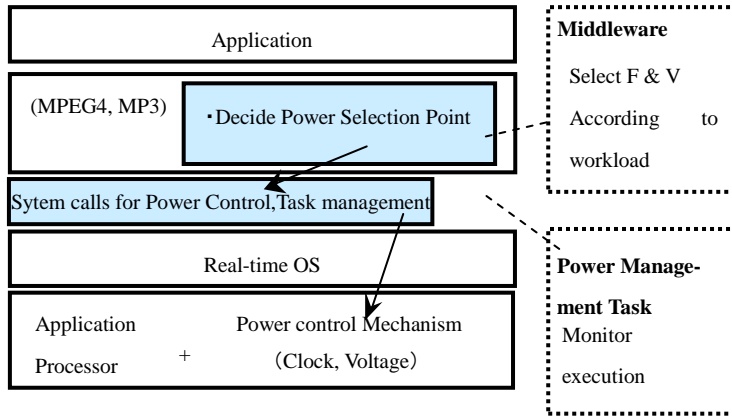 Application
(MPEG4, MP3)
・Decide Power Selection Point
Sytem calls for Power Control,Task management
Real-time OS
Application
Processor
+
Power control Mechanism
（Clock, Voltage）
Middleware
Select F & V
According to
workload
Power Manage-
ment Task
Monitor
execution